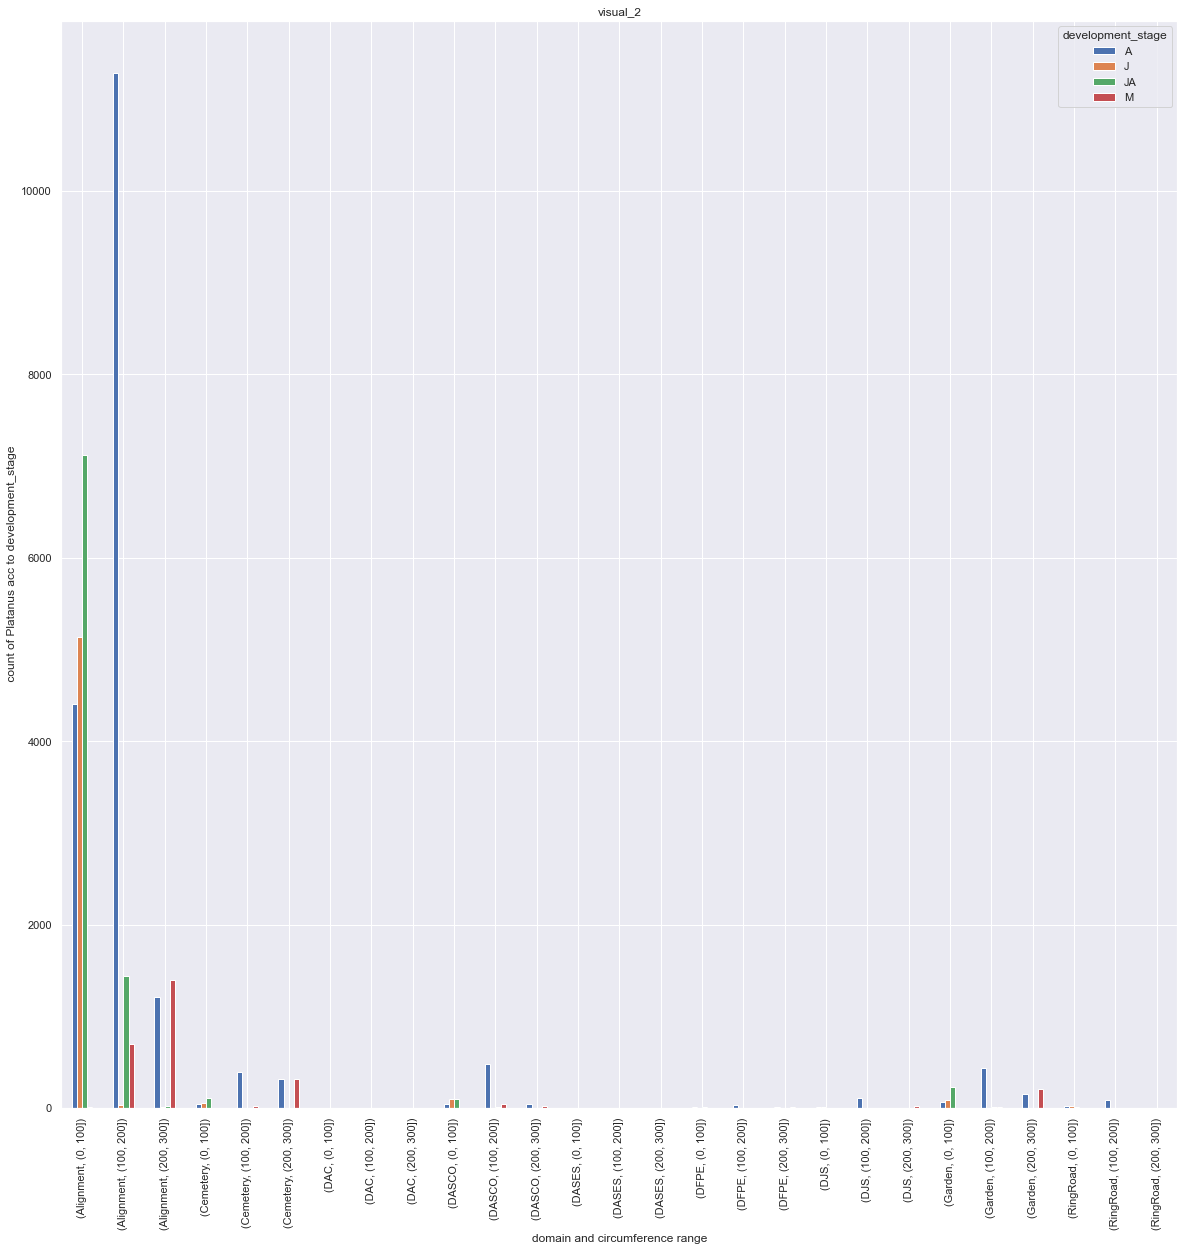 visual_2
development_stage
A
J
JA
M
10000
8000
6000
4000
2000
0
count of Platanus acc to development_stage
(Alignment, (0, 100])
(Alignment, (100, 200])
(Alignment, (200, 300])
(Cemetery, (0, 100])
(Cemetery, (100, 200])
(Cemetery, (200, 300])
(DAC, (0, 100])
(DAC, (100, 200])
(DAC, (200, 300])
(DASCO, (0, 100])
(DASCO, (100, 200])
(DASCO, (200, 300])
(DASES, (0, 100])
(DASES, (100, 200])
(DASES, (200, 300])
(DFPE, (0, 100])
(DFPE, (100, 200])
(DFPE, (200, 300])
(DJS, (0, 100])
(DJS, (100, 200])
(DJS, (200, 300])
(Garden, (0, 100])
(Garden, (100, 200])
(Garden, (200, 300])
(RingRoad, (0, 100])
(RingRoad, (100, 200])
(RingRoad, (200, 300])
domain and circumference range